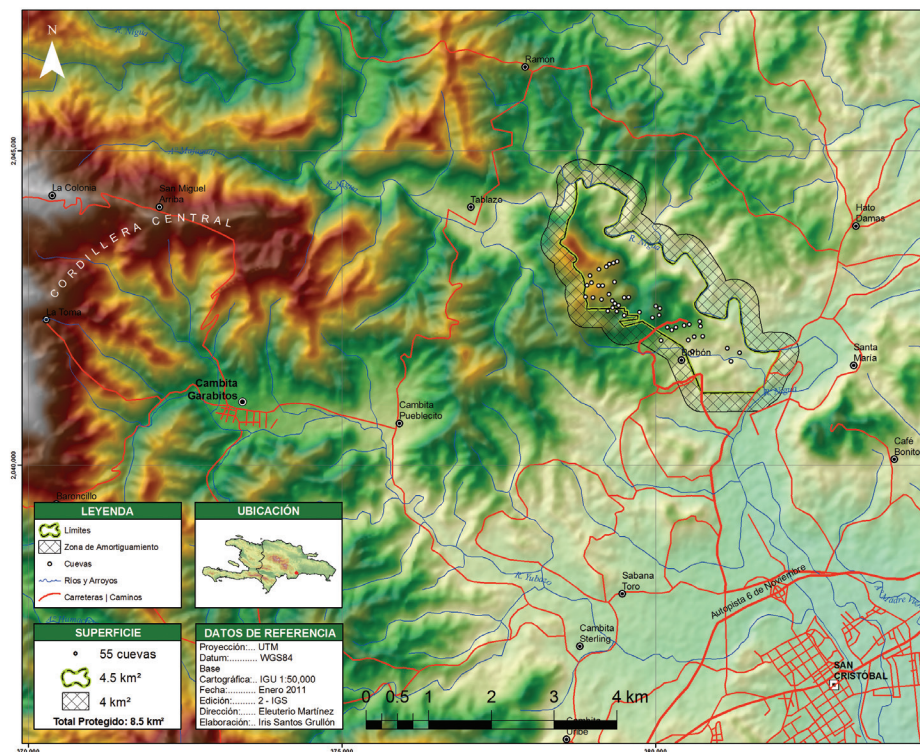 N
R. Nigua
Ramon
2,045,000
La Colonia
San Miguel
Arriba
CORDILLERA CENTRAL
Tablazo
Hato
Damas
R. Nigua
La Toma
Borbón
Santa
María
Cambita
Garabitos
Cambita
Pueblecito
Café
Bonito
2,040,000
Baroncillo
R. Yubazo
Sabana
Toro
Autopista 6 de Noviembre
Cambita
Sterling
SAN
CRISTÓBAL
Cambita
Uribe
LEYENDA
Límites
Zona de Amortiguamiento
Cuevas
Ríos y Arroyos
Carreteras | Caminos
UBICACIÓN
SUPERFICIE
55 cuevas
4.5 km²
4 km²
Total Protegido: 8.5 km²
DATOS DE REFERENCIA
Proyección:... UTM
Datum:.......... WGS84
Base
Cartográfica:.. IGU 1:50,000
Fecha:.......... Enero 2011
Edición:......... 2 - IGS
Dirección:...... Eleuterio Martínez
Elaboración:.. Iris Santos Grullón
0 0.5 1 2 3 4 km